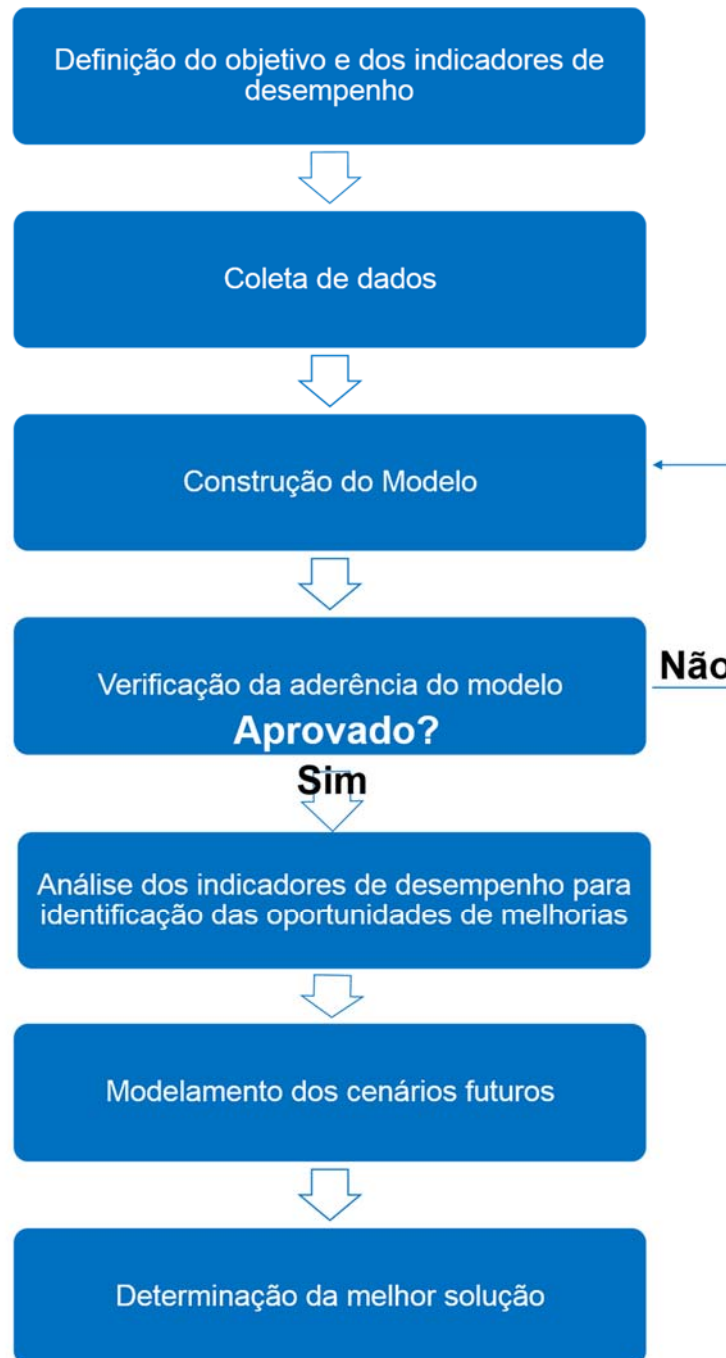 Definição do objetivo e dos indicadores de
desempenho
Coleta de dados
Construção do Modelo
Verificação da aderência do modelo
Não
Aprovado?
Sim
Análise dos indicadores de desempenho para
identificação das oportunidades de melhorias
Modelamento dos cenários futuros
Determinação da melhor solução